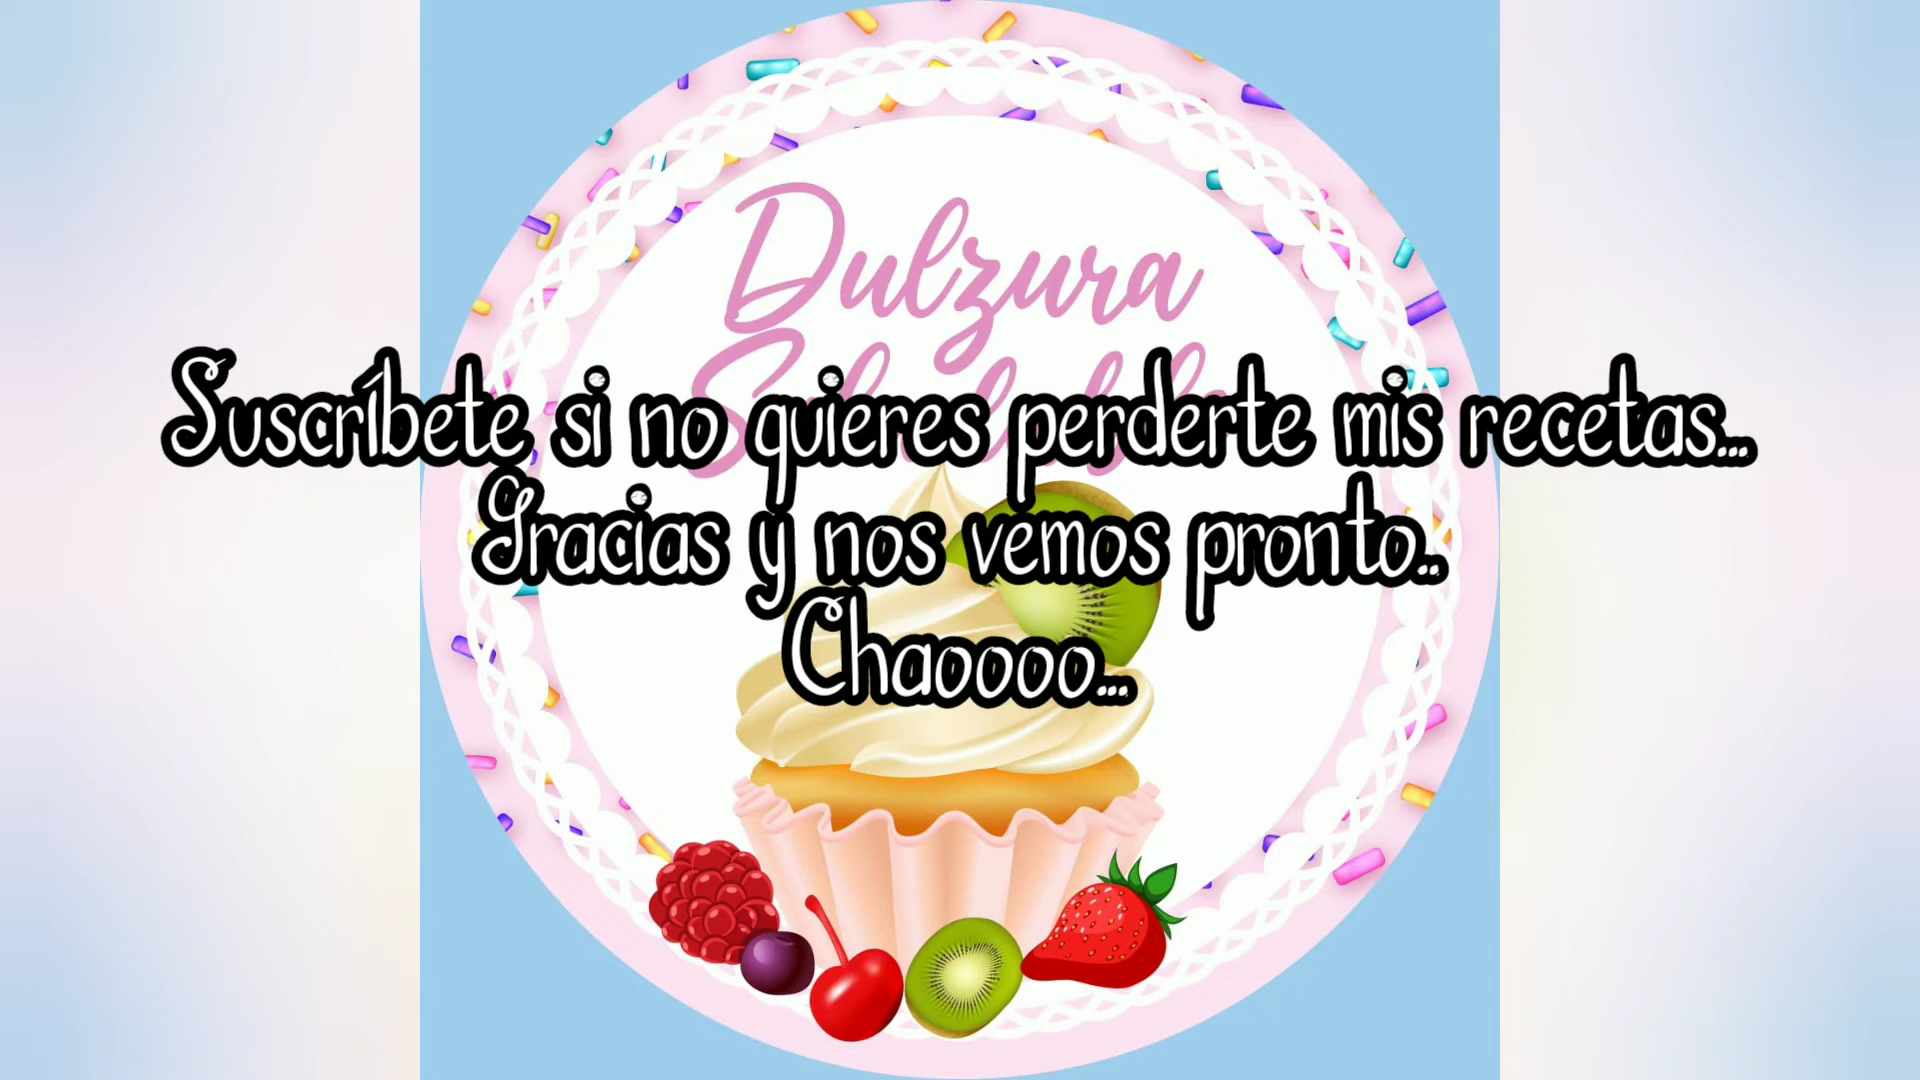 Dulzura
Suscríbete si no quieres perderte mis recetas...
Gracias y nos vemos pronto..
Chaoooo...